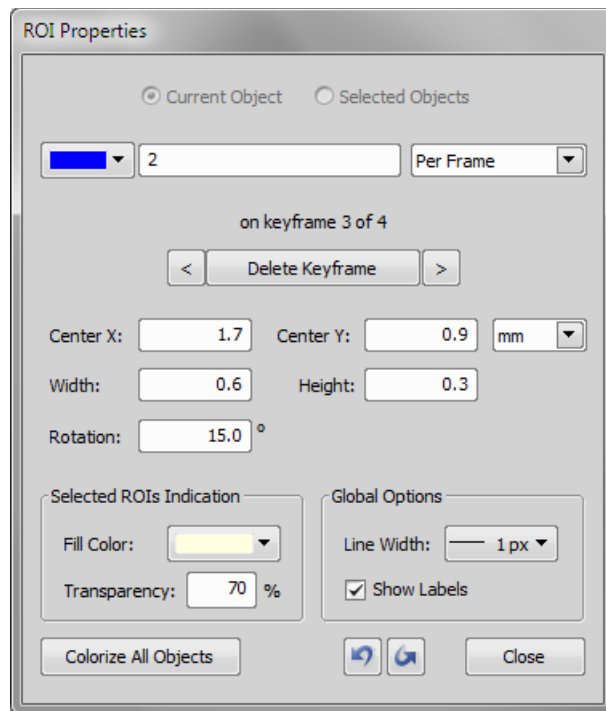 ROI Properties
Current Object Selected Objects
2 Per Frame
on keyframe 3 of 4
< Delete Keyframe >
Center X: 1.7 Center Y: 0.9 mm
Width: 0.6 Height: 0.3
Rotation: 15.0 °
Selected ROIs Indication Global Options
Fill Color: Line Width: 1 px
Transparency: 70 % Show Labels
Colorize All Objects Close